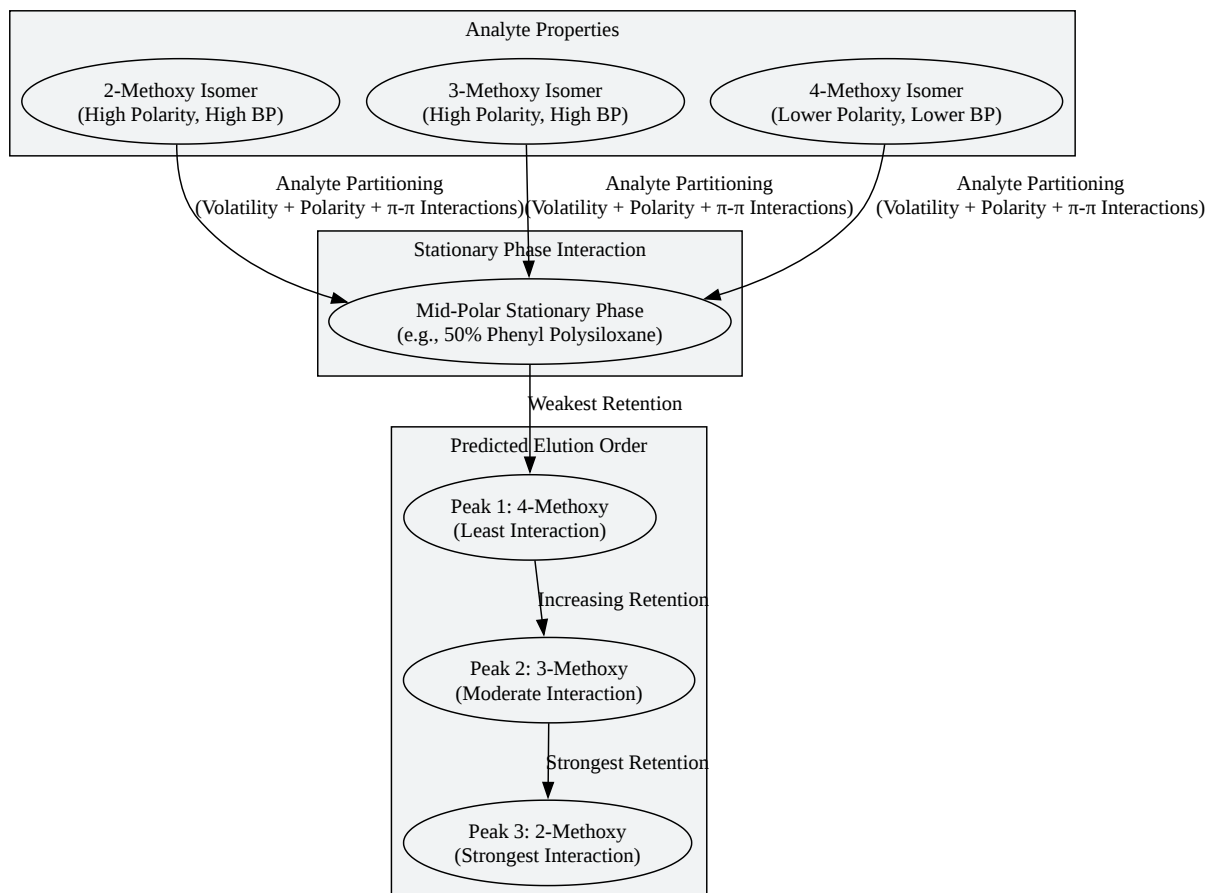 Analyte Properties
2-Methoxy Isomer
(High Polarity, High BP)
3-Methoxy Isomer
(High Polarity, High BP)
4-Methoxy Isomer
(Lower Polarity, Lower BP)
Analyte Partitioning
(Volatility + Polarity + π-π Interactions)
Analyte Partitioning
(Volatility + Polarity + π-π Interactions)
Analyte Partitioning
(Volatility + Polarity + π-π Interactions)
Stationary Phase Interaction
Mid-Polar Stationary Phase
(e.g., 50% Phenyl Polysiloxane)
Weakest Retention
Predicted Elution Order
Peak 1: 4-Methoxy
(Least Interaction)
Increasing Retention
Peak 2: 3-Methoxy
(Moderate Interaction)
Strongest Retention
Peak 3: 2-Methoxy
(Strongest Interaction)